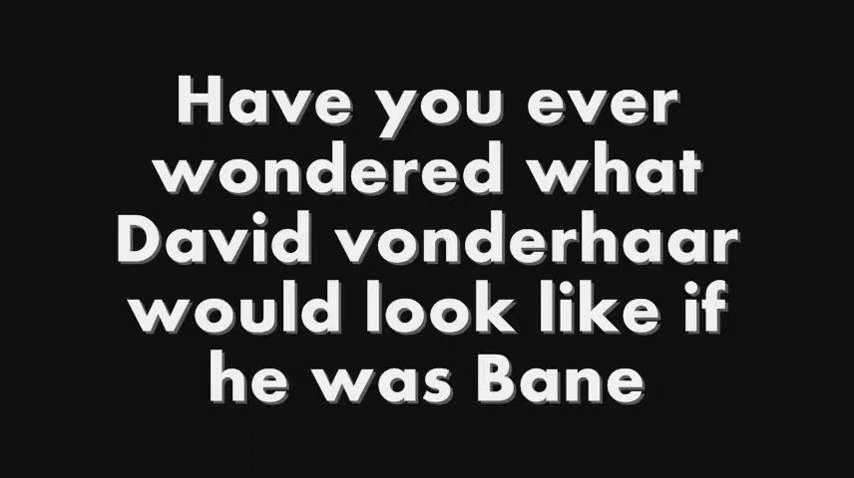 Have you ever
wondered what
David vonderhaar
would look like if
he was Bane